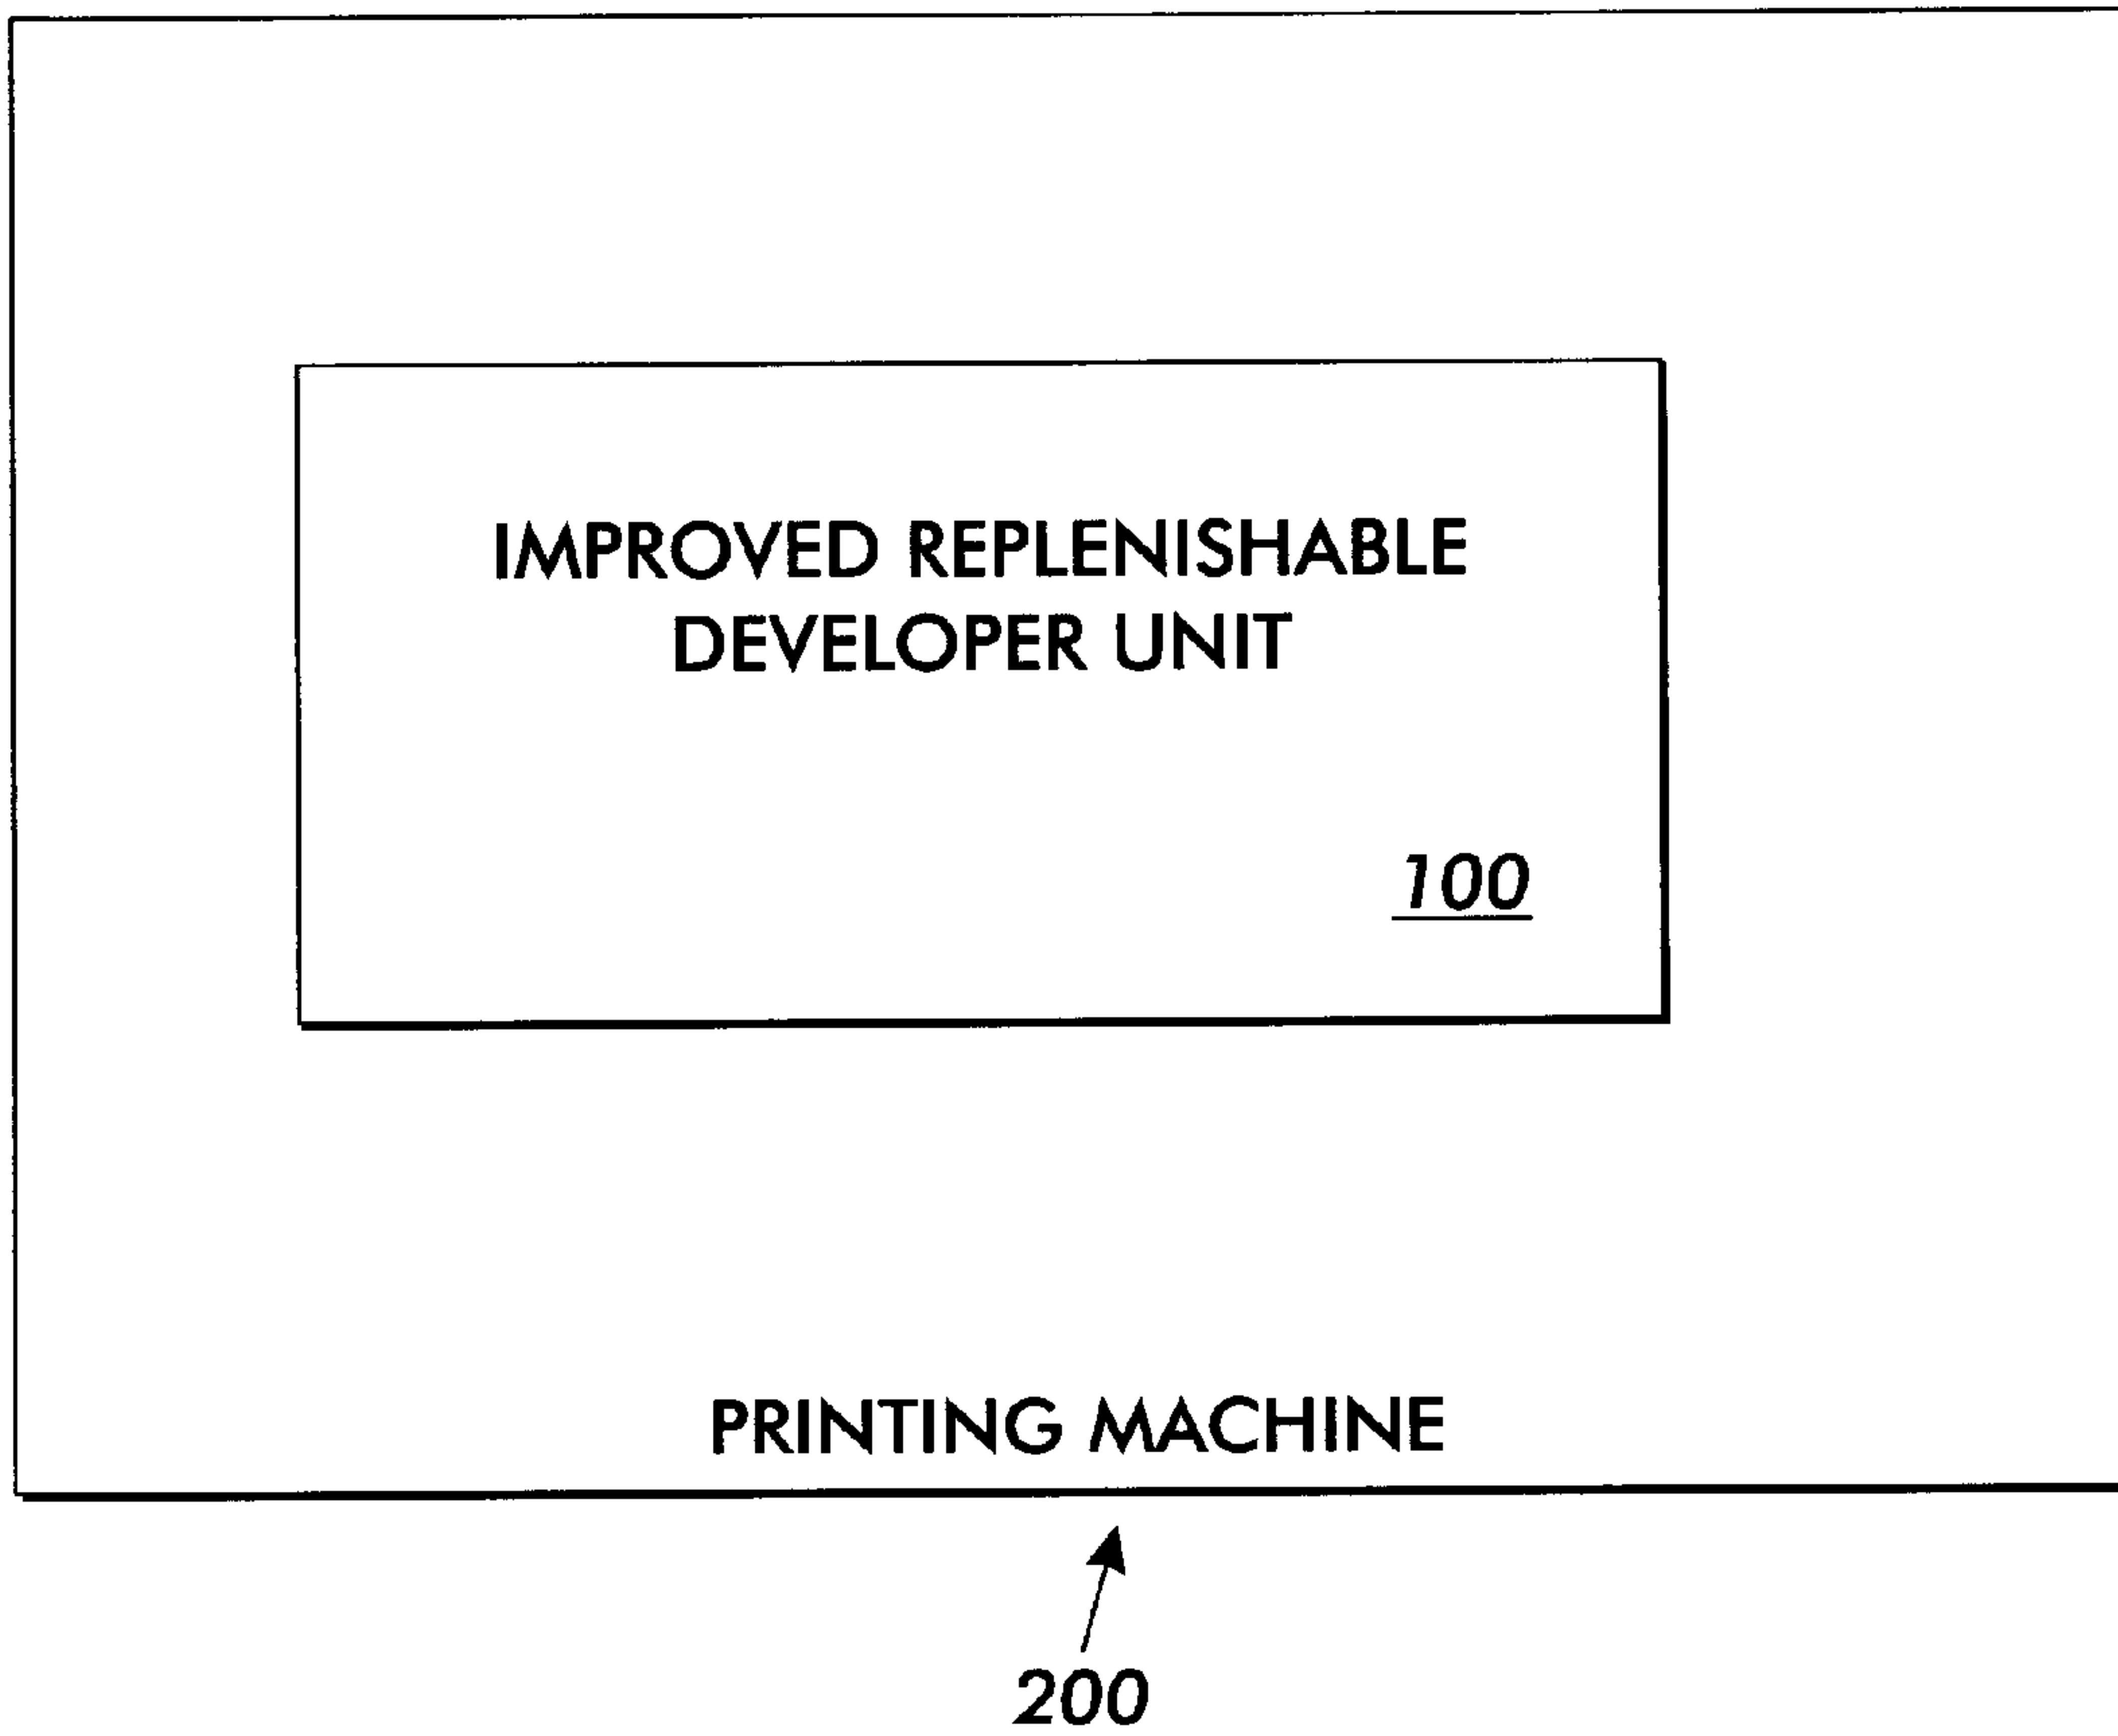 IMPROVED REPLENISHABLE
DEVELOPER UNIT
100
PRINTING MACHINE
200